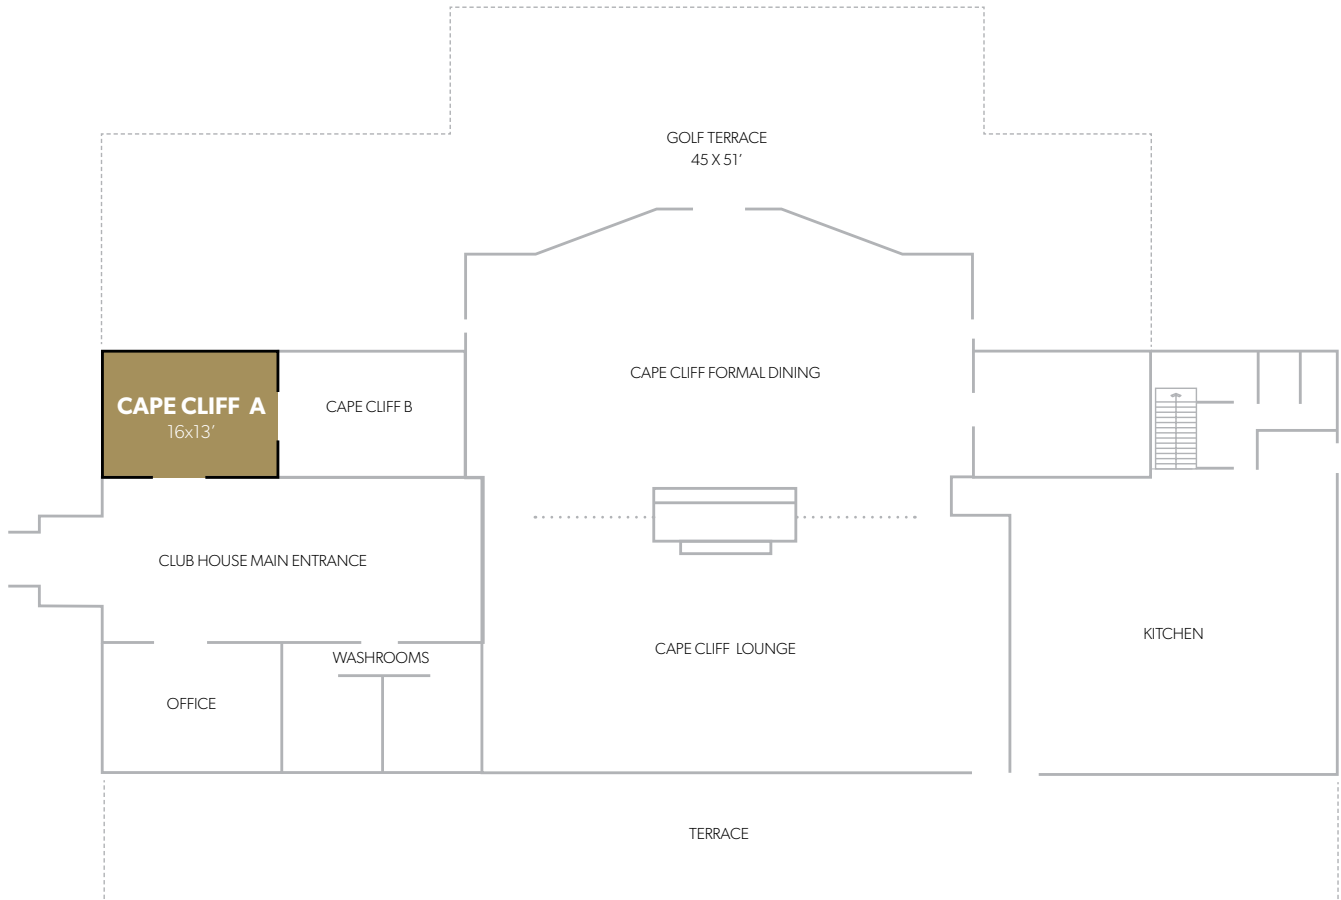 GOLF TERRACE
45 X 51’
CAPE CLIFF FORMAL DINING
CAPE CLIFF A
16x13’
CAPE CLIFF B
CLUB HOUSE MAIN ENTRANCE
KITCHEN
CAPE CLIFF LOUNGE
WASHROOMS
OFFICE
TERRACE